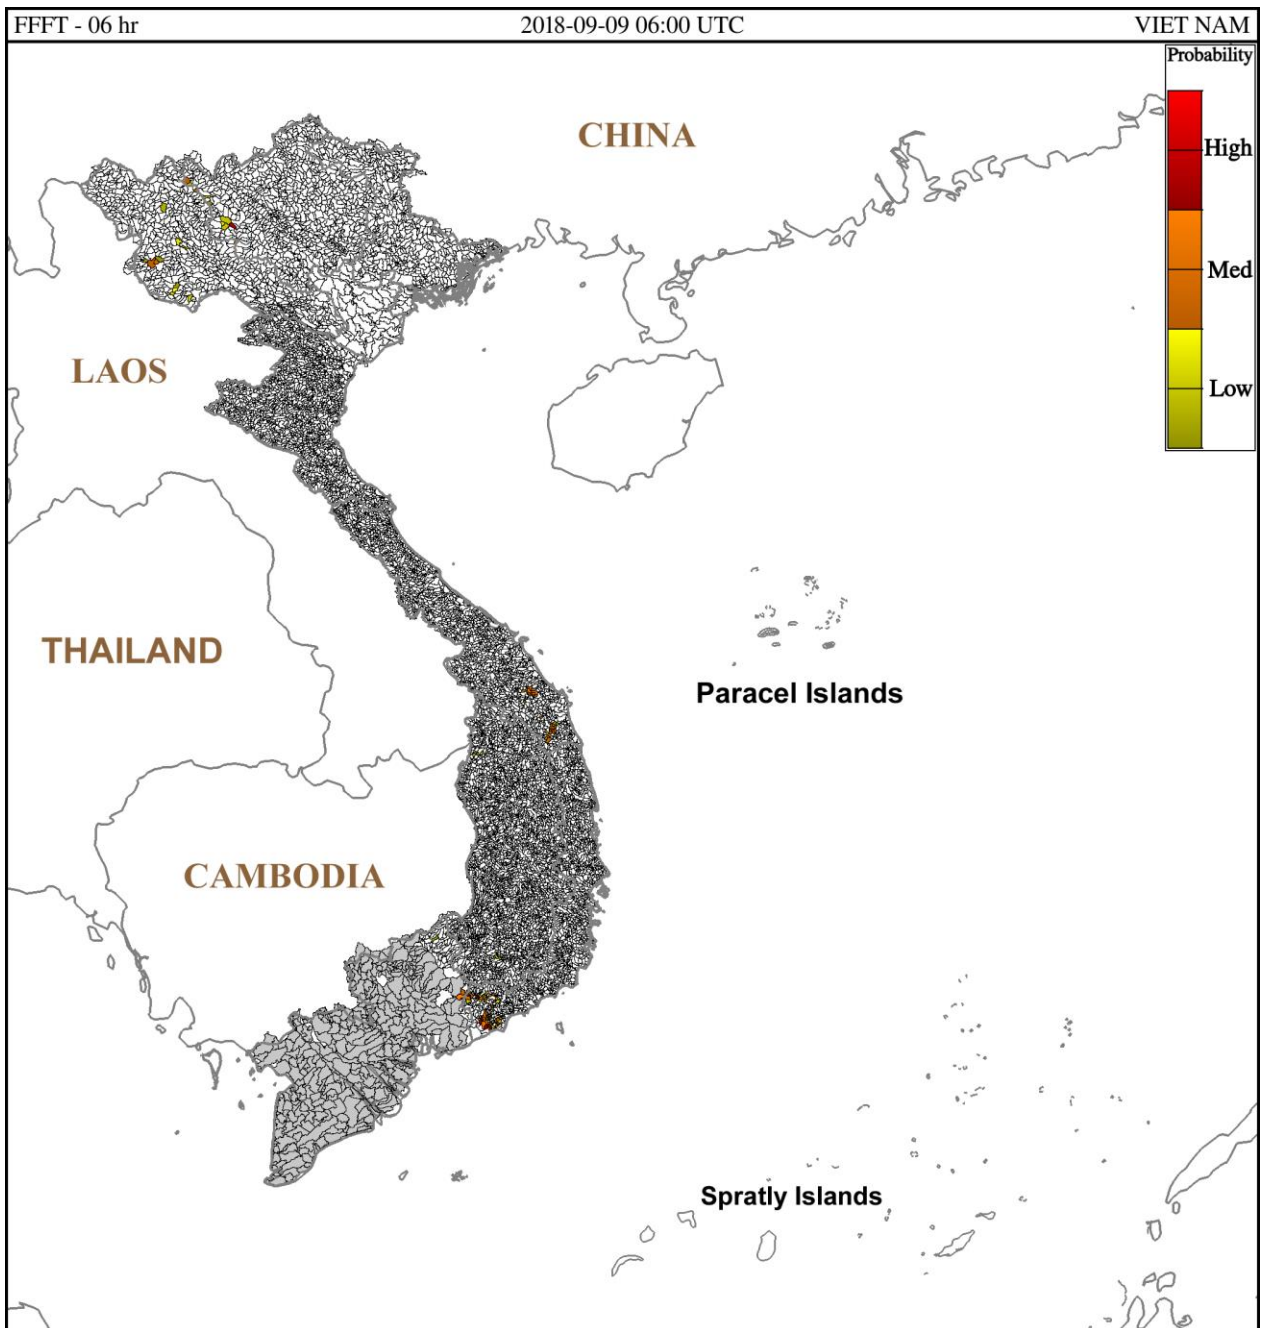 FFFT - 06 hr
2018-09-09 06:00 UTC
VIET NAM
Probability
High
Med
Low
CHINA
LAOS
THAILAND
Paracel Islands
CAMBODIA
Spratly Islands